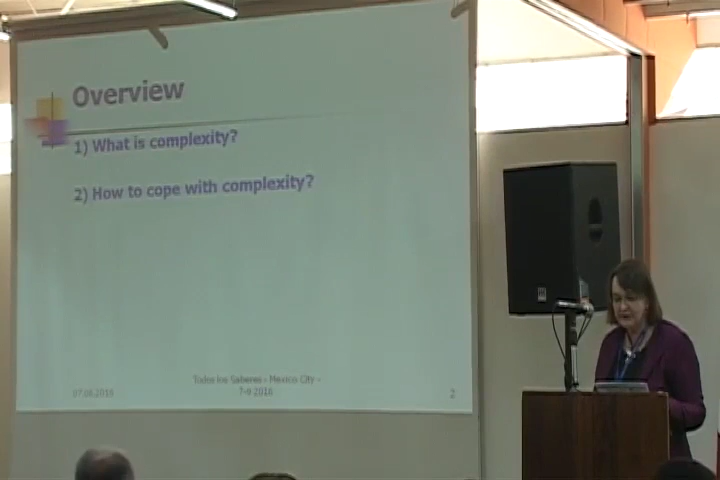 Overview
1) What is complexity?
2) How to cope with complexity?
07.06.2016
Todos los Saberes - Mexico City -
7-9 2016
2